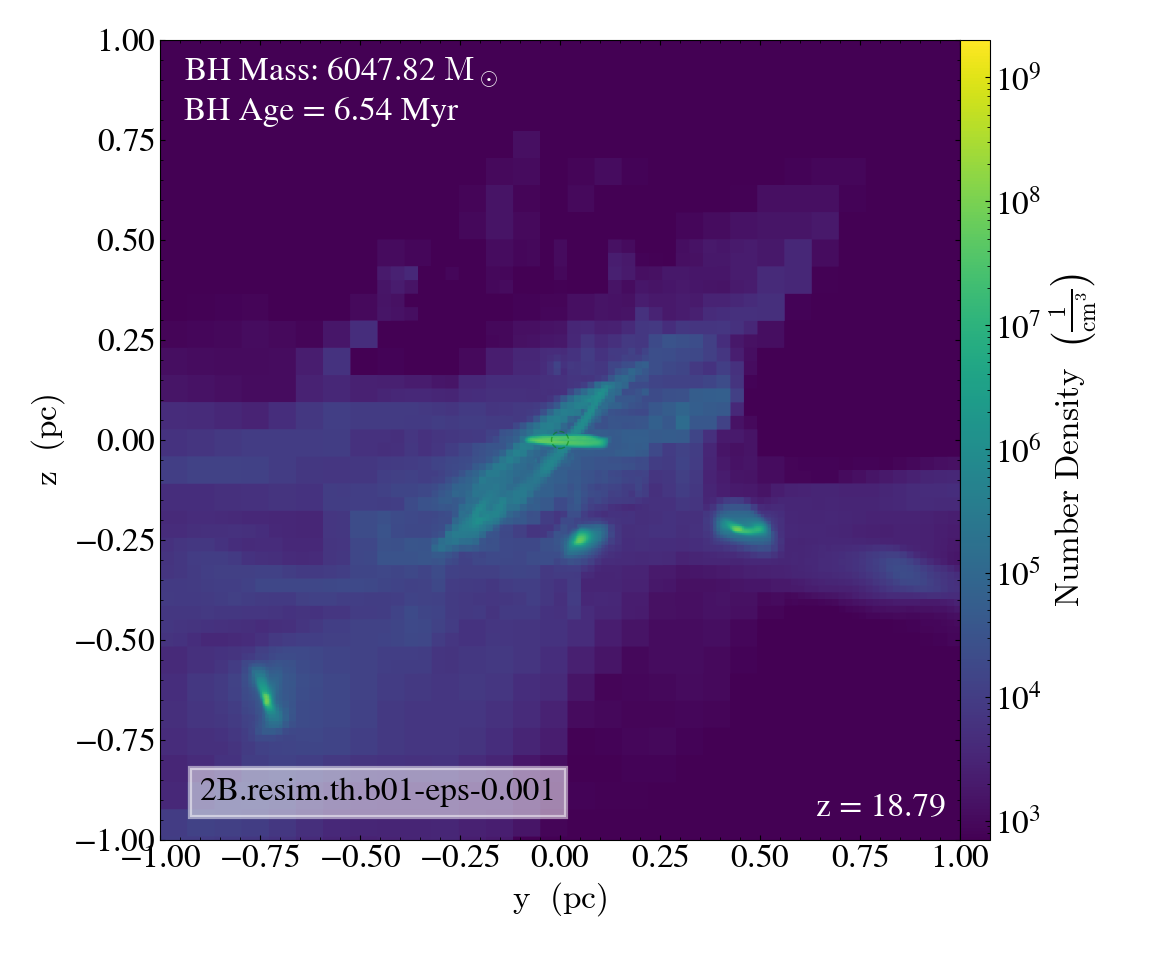 BH Mass: 6047.82 M⊙
BH Age = 6.54 Myr
2B.resim.th.b01-eps-0.001
z = 18.79
1.00
0.75
0.50
0.25
0.00
−0.25
−0.50
−0.75
−1.00
z (pc)
−1.00 −0.75 −0.50 −0.25 0.00 0.25 0.50 0.75 1.00
y (pc)
10⁹
10⁸
10⁷
10⁶
10⁵
10⁴
10³
Number Density (1/cm³)